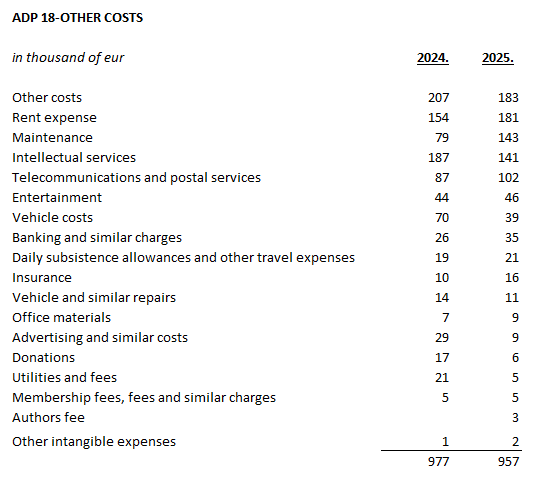 ADP 18-OTHER COSTS
in thousand of eur 2024. 2025.
Other costs 207 183
Rent expense 154 181
Maintenance 79 143
Intellectual services 187 141
Telecommunications and postal services 87 102
Entertainment 44 46
Vehicle costs 70 39
Banking and similar charges 26 35
Daily subsistence allowances and other travel expenses 19 21
Insurance 10 16
Vehicle and similar repairs 14 11
Office materials 7 9
Advertising and similar costs 29 9
Donations 17 6
Utilities and fees 21 5
Membership fees, fees and similar charges 5 5
Authors fee 3
Other intangible expenses 1 2
977 957